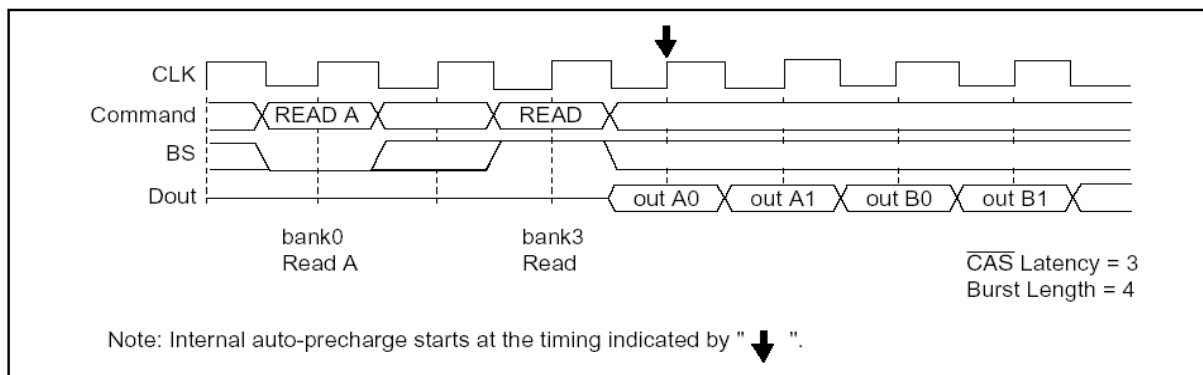 CLK
Command READ A READ
BS
Dout out A0 out A1 out B0 out B1
bank0 bank3
Read A Read
CAS Latency = 3
Burst Length = 4
Note: Internal auto-precharge starts at the timing indicated by " ".